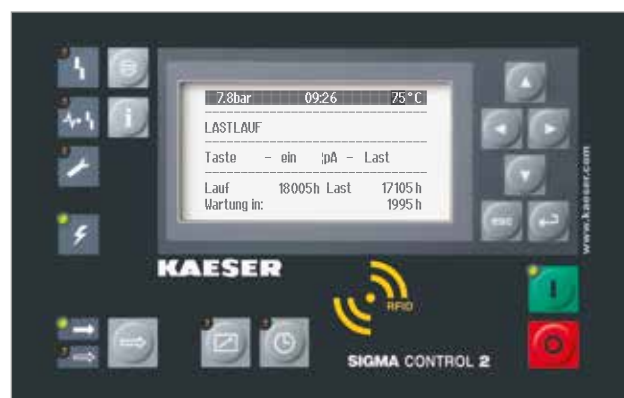 7.8bar 09:26 75°C
LASTLAUF
Taste - ein ¦pA - Last
Lauf 18005h Last 17105 h
Wartung in: 1995 h
esc
www.kaeser.com
KAESER
RFID
SIGMA CONTROL 2